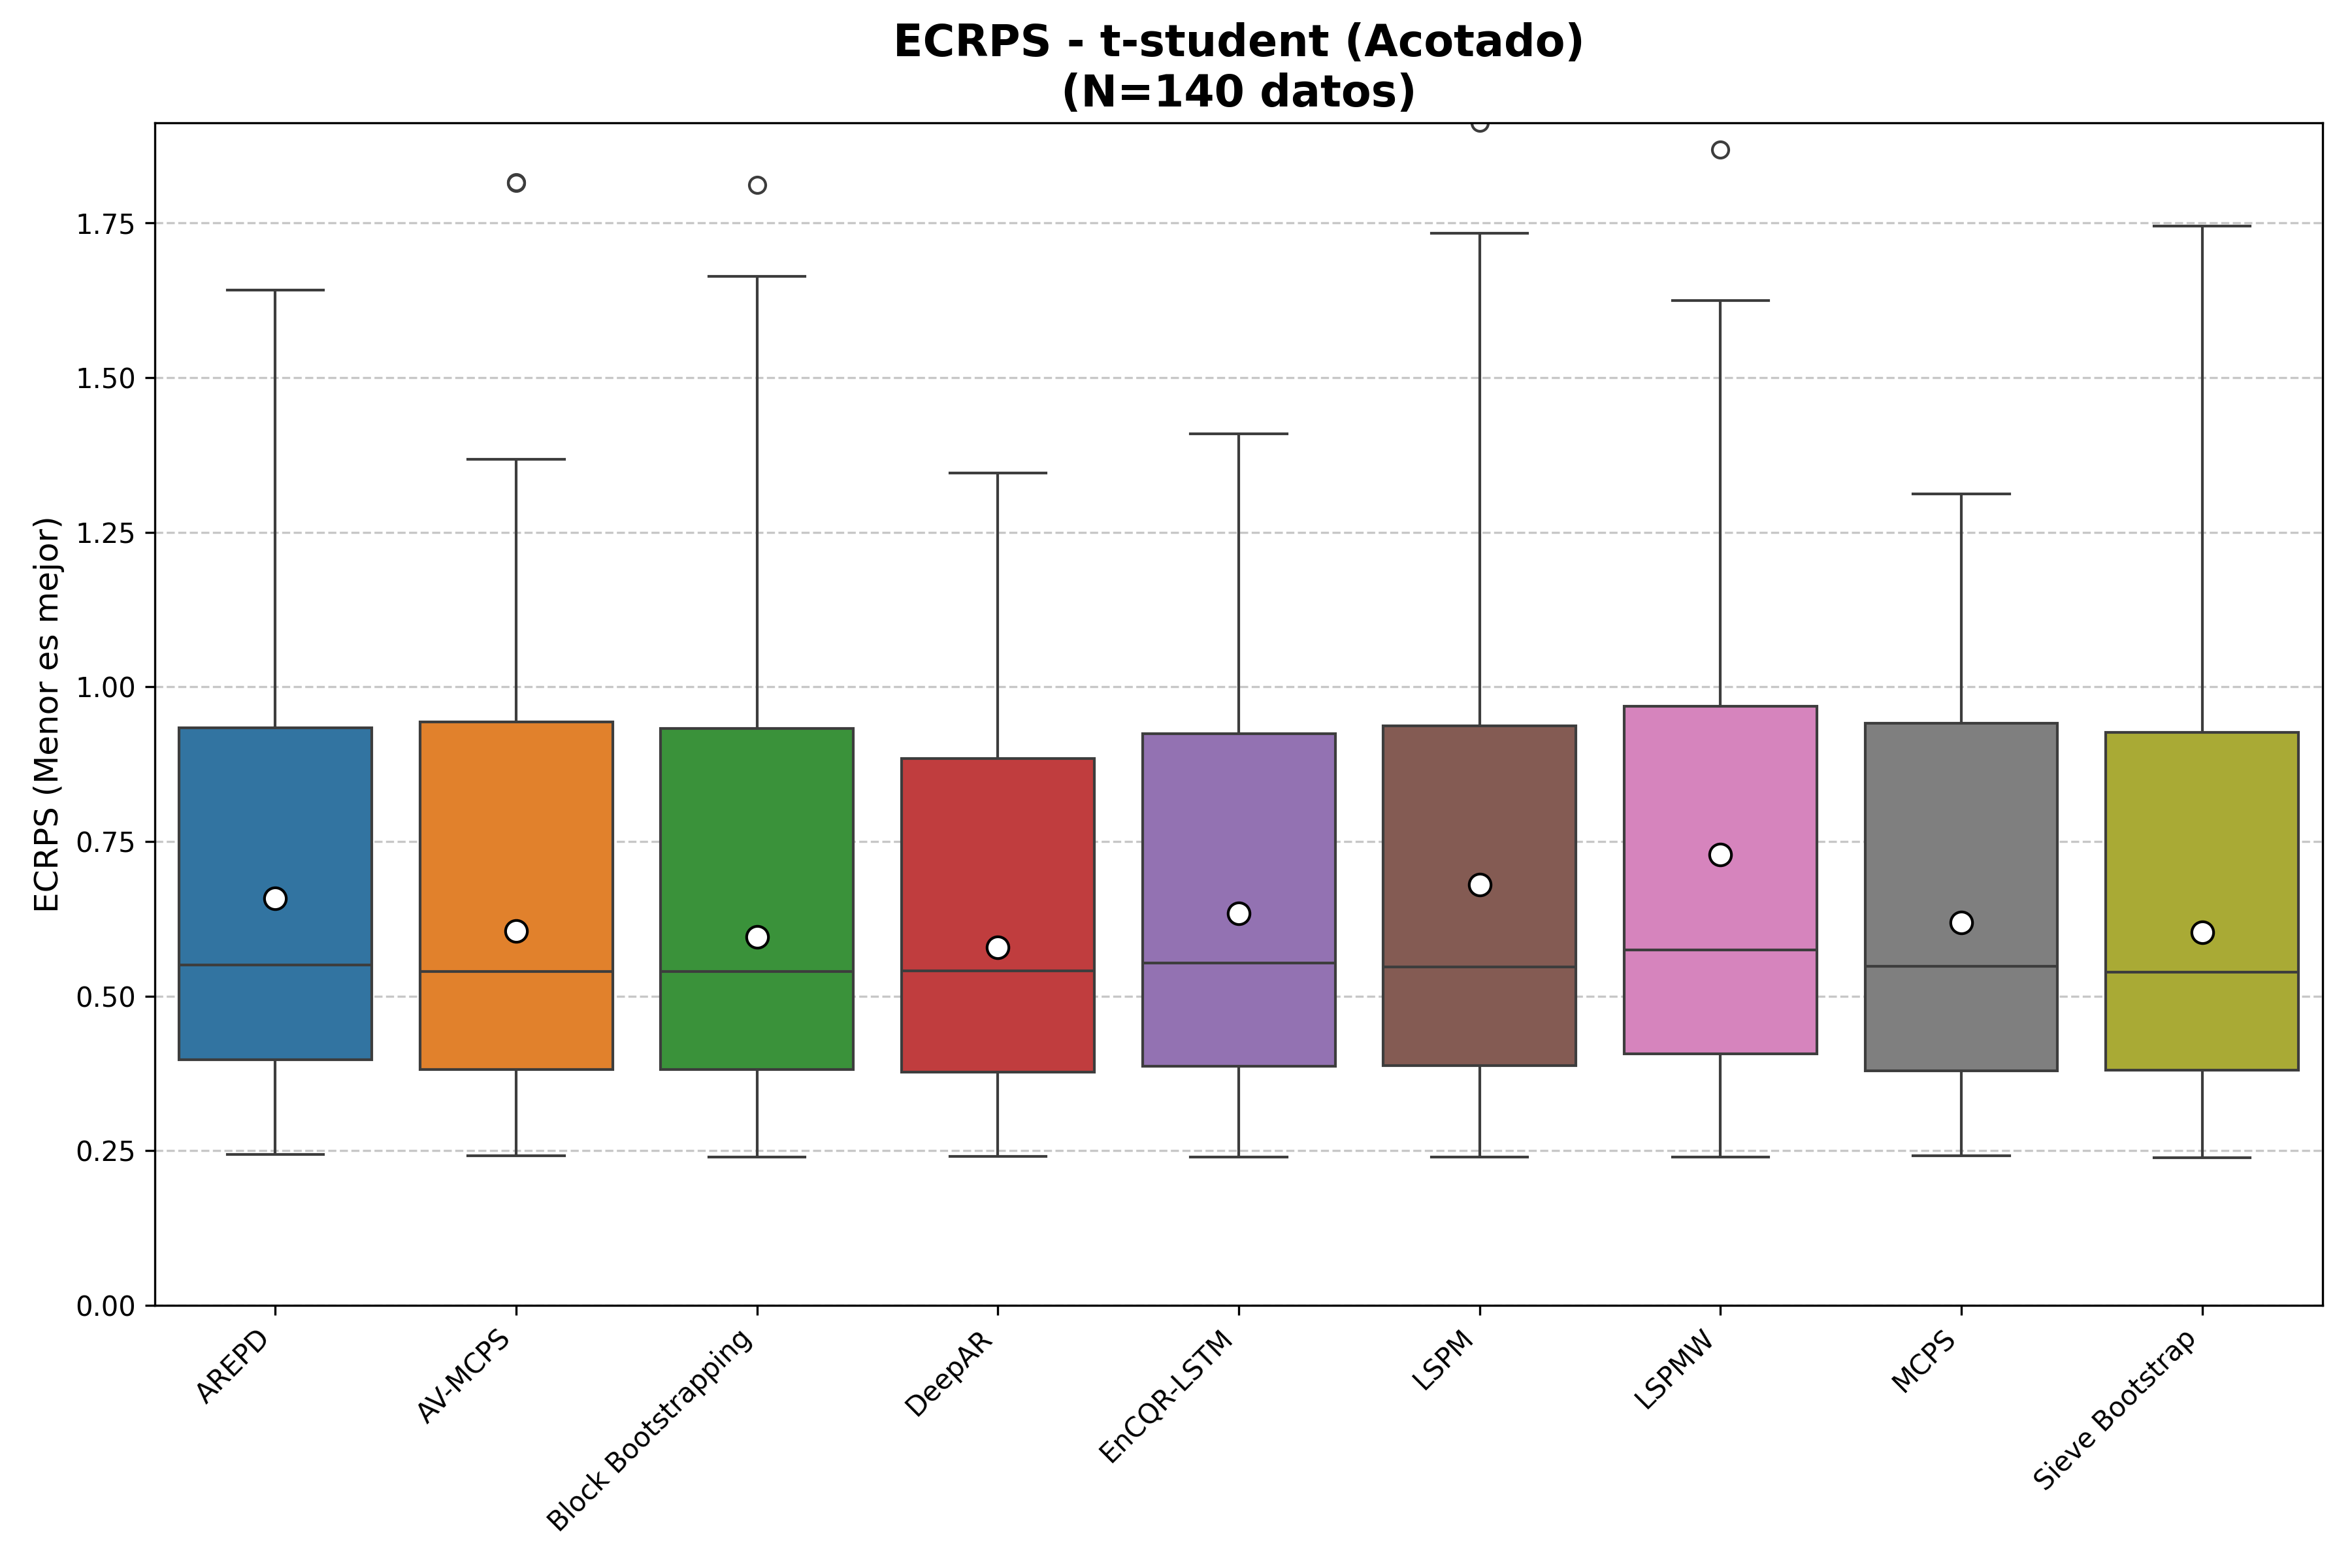 ECRPS - t-student (Acotado)
(N=140 datos)
ECRPS (Menor es mejor)
1.75
1.50
1.25
1.00
0.75
0.50
0.25
0.00
AREPD
AV-MCPS
Block Bootstrapping
DeepAR
EnCQR-LSTM
LSPM
LSPMW
MCPS
Sieve Bootstrap